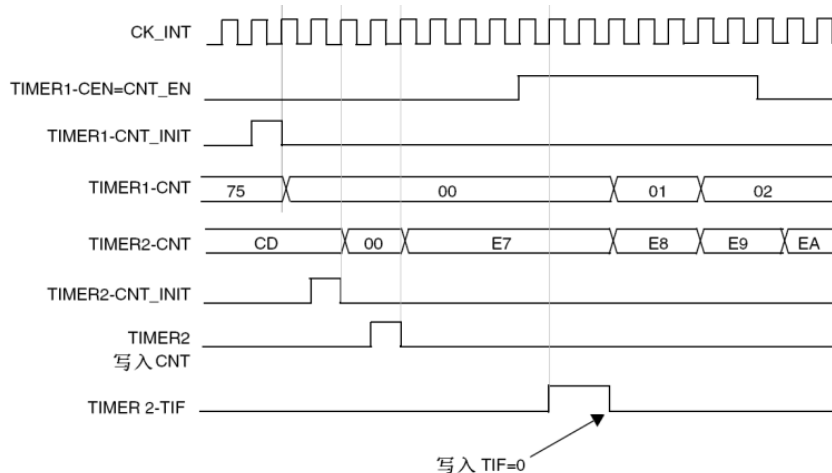 CK_INT
TIMER1-CEN=CNT_EN
TIMER1-CNT_INIT
TIMER1-CNT
75
00
01
02
TIMER2-CNT
CD
00
E7
E8
E9
EA
TIMER2-CNT_INIT
TIMER2
写入 CNT
TIMER 2-TIF
写入 TIF=0